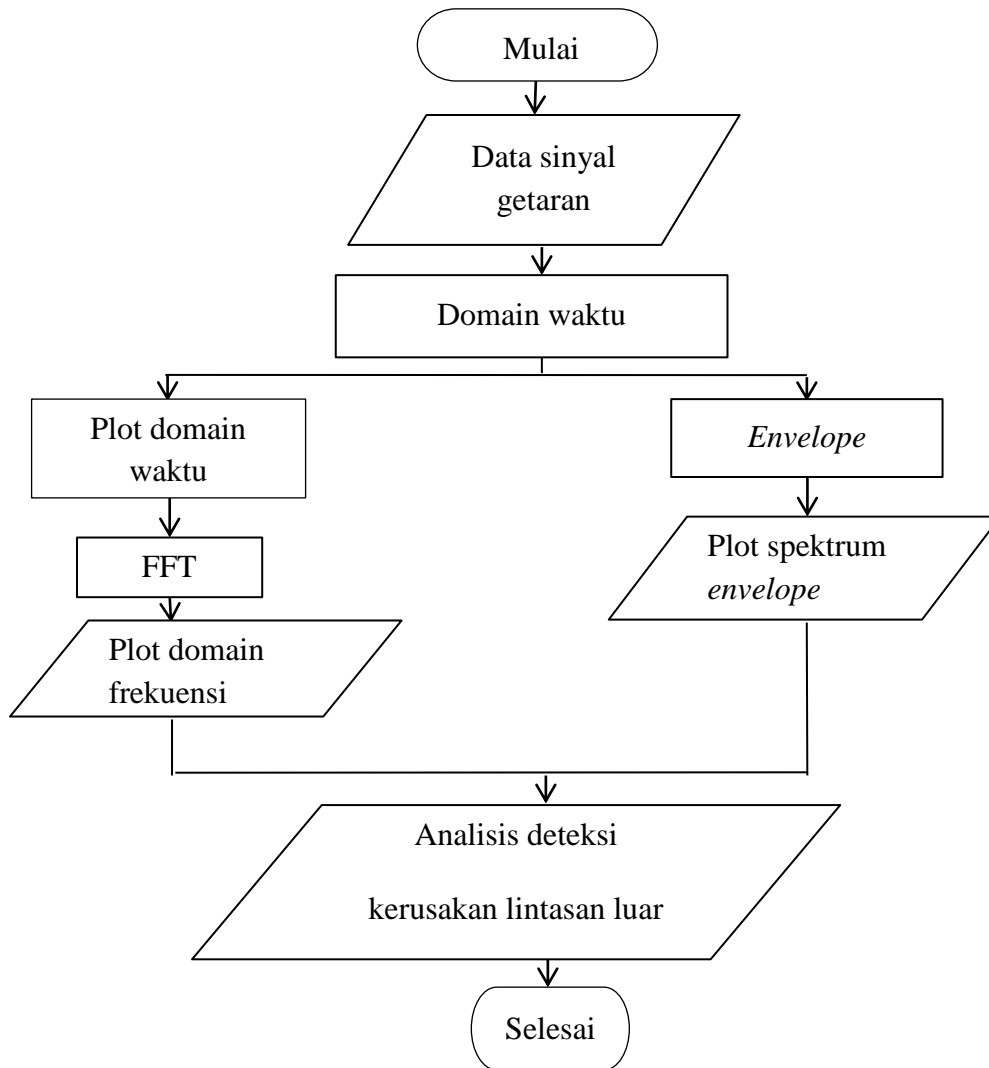 Mulai
Data sinyal
getaran
Domain waktu
Plot domain
waktu
Envelope
FFT
Plot spektrum
envelope
Plot domain
frekuensi
Analisis deteksi
kerusakan lintasan luar
Selesai